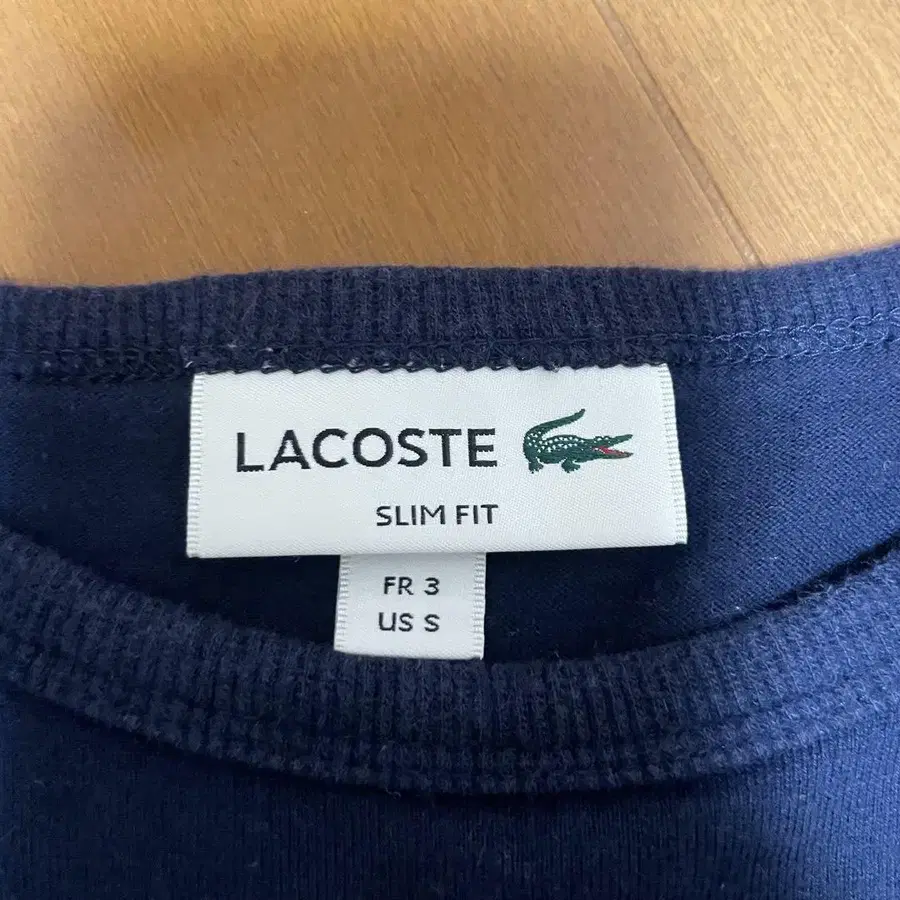 LACOSTE
SLIM FIT
FR 3
US S